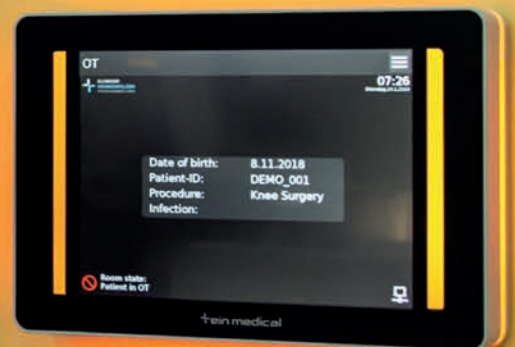 OT
07:26
Date of birth: 8.11.2018
Patient-ID: DEMO_001
Procedure: Knee Surgery
Infection:
Room state:
Patient in OT
rein medical